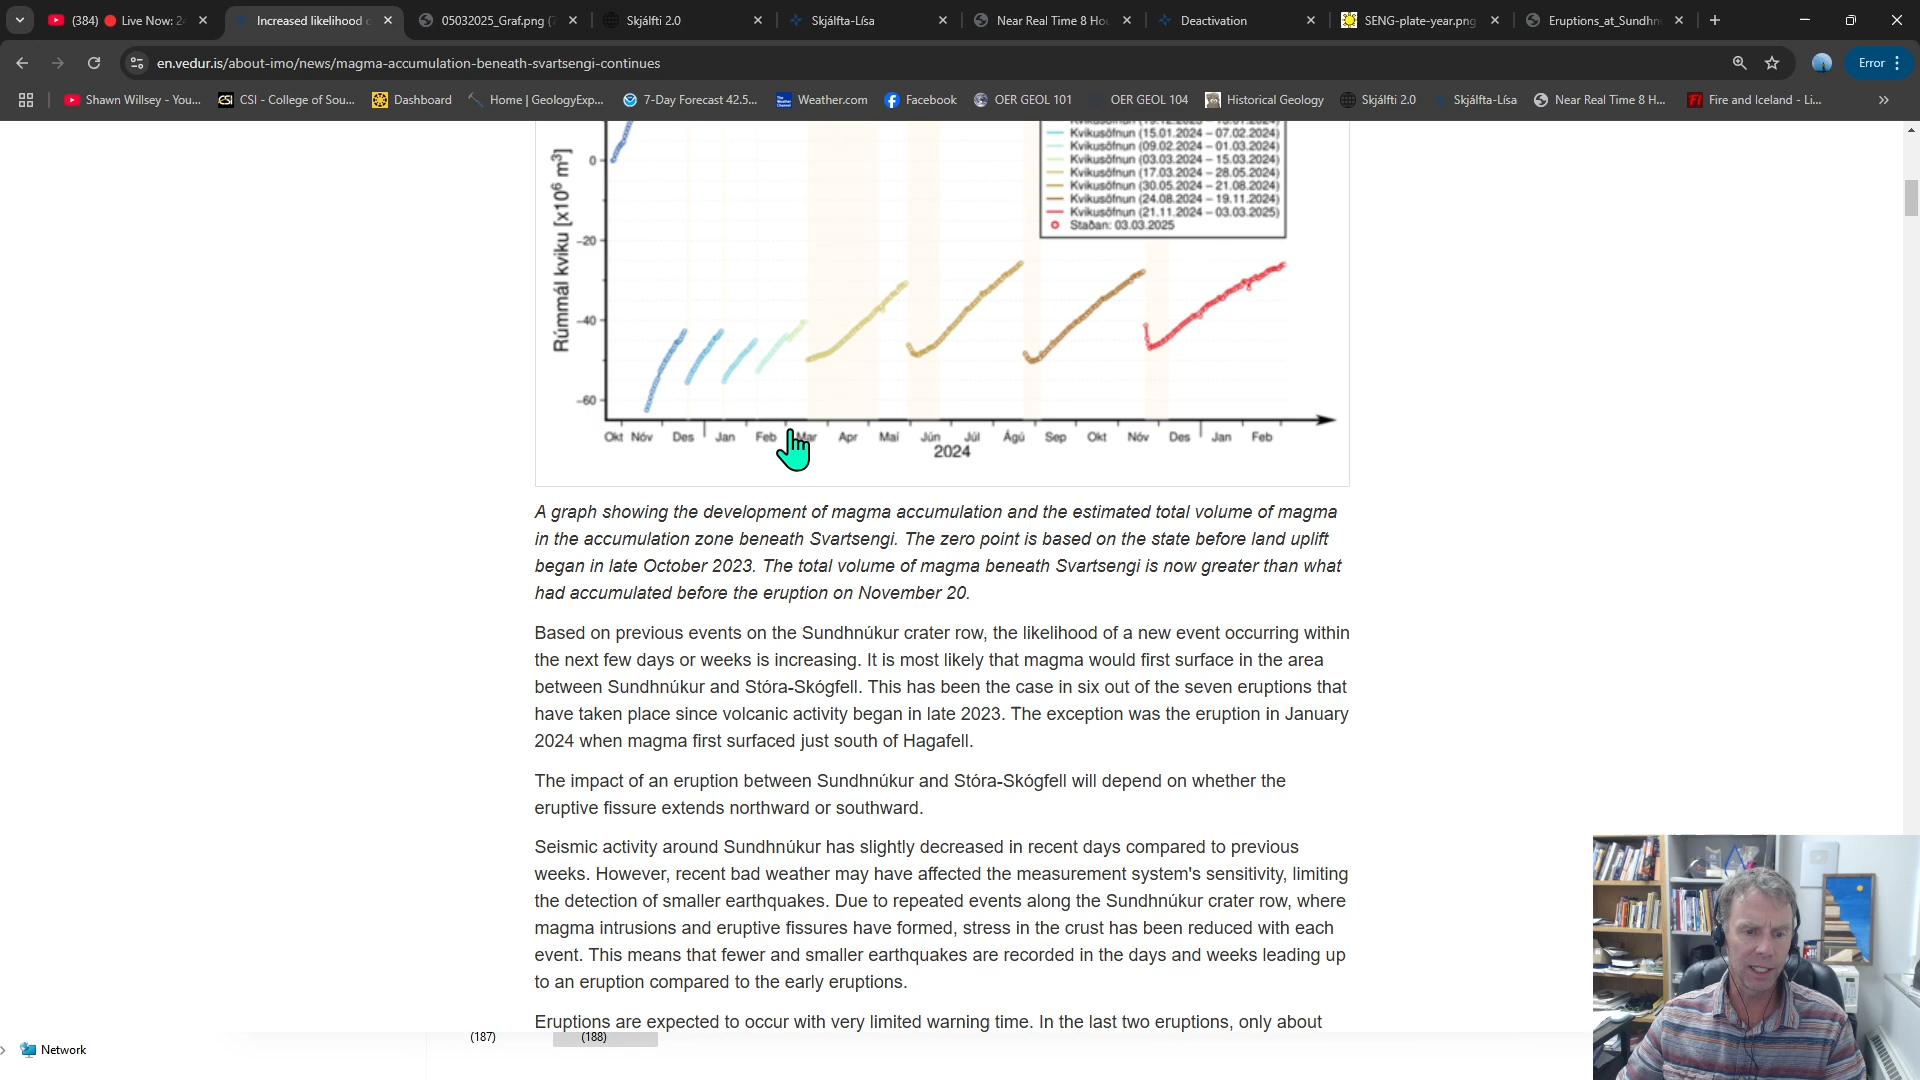 (384) 🔴 Live Now: 24
Increased likelihood o
05032025_Graf.png (7
Skjálfti 2.0
Skjálfta-Lísa
Near Real Time 8 Hou
Deactivation
SENG-plate-year.png
Eruptions_at_Sundhn
en.vedur.is/about-imo/news/magma-accumulation-beneath-svartsengi-continues
Error
Shawn Willsey - You...
CSI - College of Sou...
Dashboard
Home | GeologyExp...
7-Day Forecast 42.5...
Weather.com
Facebook
OER GEOL 101
OER GEOL 104
Historical Geology
Skjálfti 2.0
Skjálfta-Lísa
Near Real Time 8 H...
Fire and Iceland - Li...
Kvikusöfnun (15.01.2024 – 07.02.2024)
Kvikusöfnun (09.02.2024 – 01.03.2024)
Kvikusöfnun (03.03.2024 – 15.03.2024)
Kvikusöfnun (17.03.2024 – 28.05.2024)
Kvikusöfnun (30.05.2024 – 21.08.2024)
Kvikusöfnun (24.08.2024 – 19.11.2024)
Kvikusöfnun (21.11.2024 – 03.03.2025)
Staðan: 03.03.2025
Rúmmál kviku [x10⁶ m³]
0
-20
-40
-60
Okt Nóv Des Jan Feb Mar Apr Maí Jún Júl Ágú Sep Okt Nóv Des Jan Feb
2024
A graph showing the development of magma accumulation and the estimated total volume of magma
in the accumulation zone beneath Svartsengi. The zero point is based on the state before land uplift
began in late October 2023. The total volume of magma beneath Svartsengi is now greater than what
had accumulated before the eruption on November 20.
Based on previous events on the Sundhnúkur crater row, the likelihood of a new event occurring within
the next few days or weeks is increasing. It is most likely that magma would first surface in the area
between Sundhnúkur and Stóra-Skógfell. This has been the case in six out of the seven eruptions that
have taken place since volcanic activity began in late 2023. The exception was the eruption in January
2024 when magma first surfaced just south of Hagafell.
The impact of an eruption between Sundhnúkur and Stóra-Skógfell will depend on whether the
eruptive fissure extends northward or southward.
Seismic activity around Sundhnúkur has slightly decreased in recent days compared to previous
weeks. However, recent bad weather may have affected the measurement system's sensitivity, limiting
the detection of smaller earthquakes. Due to repeated events along the Sundhnúkur crater row, where
magma intrusions and eruptive fissures have formed, stress in the crust has been reduced with each
event. This means that fewer and smaller earthquakes are recorded in the days and weeks leading up
to an eruption compared to the early eruptions.
Eruptions are expected to occur with very limited warning time. In the last two eruptions, only about
(187)
(188)
Network